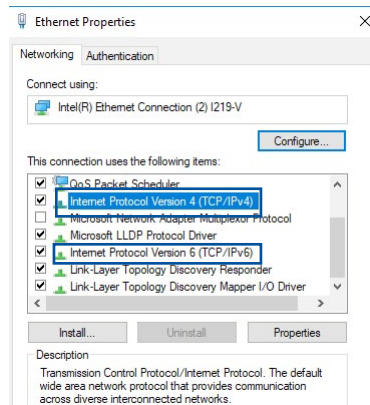 Ethernet Properties
Networking Authentication
Connect using:
Intel(R) Ethernet Connection (2) I219-V
Configure...
This connection uses the following items:
QoS Packet Scheduler
Internet Protocol Version 4 (TCP/IPv4)
Microsoft Network Adapter Multiplexor Protocol
Microsoft LLDP Protocol Driver
Internet Protocol Version 6 (TCP/IPv6)
Link-Layer Topology Discovery Responder
Link-Layer Topology Discovery Mapper I/O Driver
Install... Uninstall Properties
Description
Transmission Control Protocol/Internet Protocol. The default
wide area network protocol that provides communication
across diverse interconnected networks.